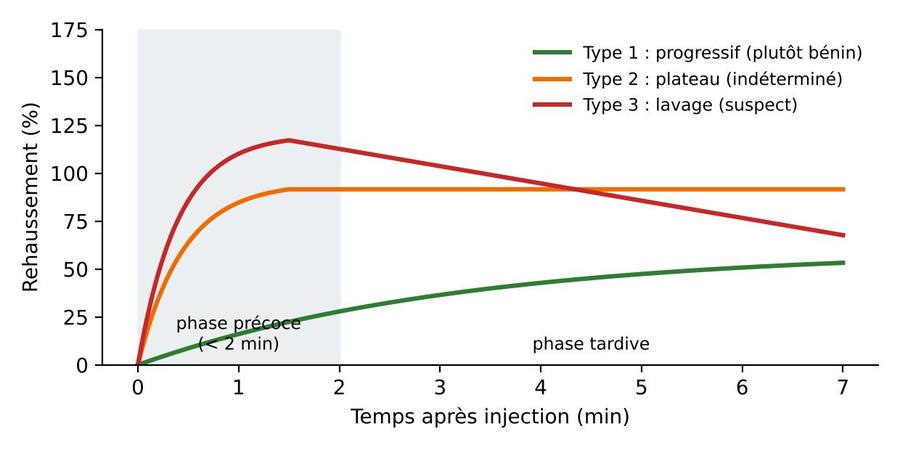 175
150
125
100
75
50
25
0
Rehaussement (%)
Type 1 : progressif (plutôt bénin)
Type 2 : plateau (indéterminé)
Type 3 : lavage (suspect)
phase précoce
(< 2 min)
phase tardive
0 1 2 3 4 5 6 7
Temps après injection (min)